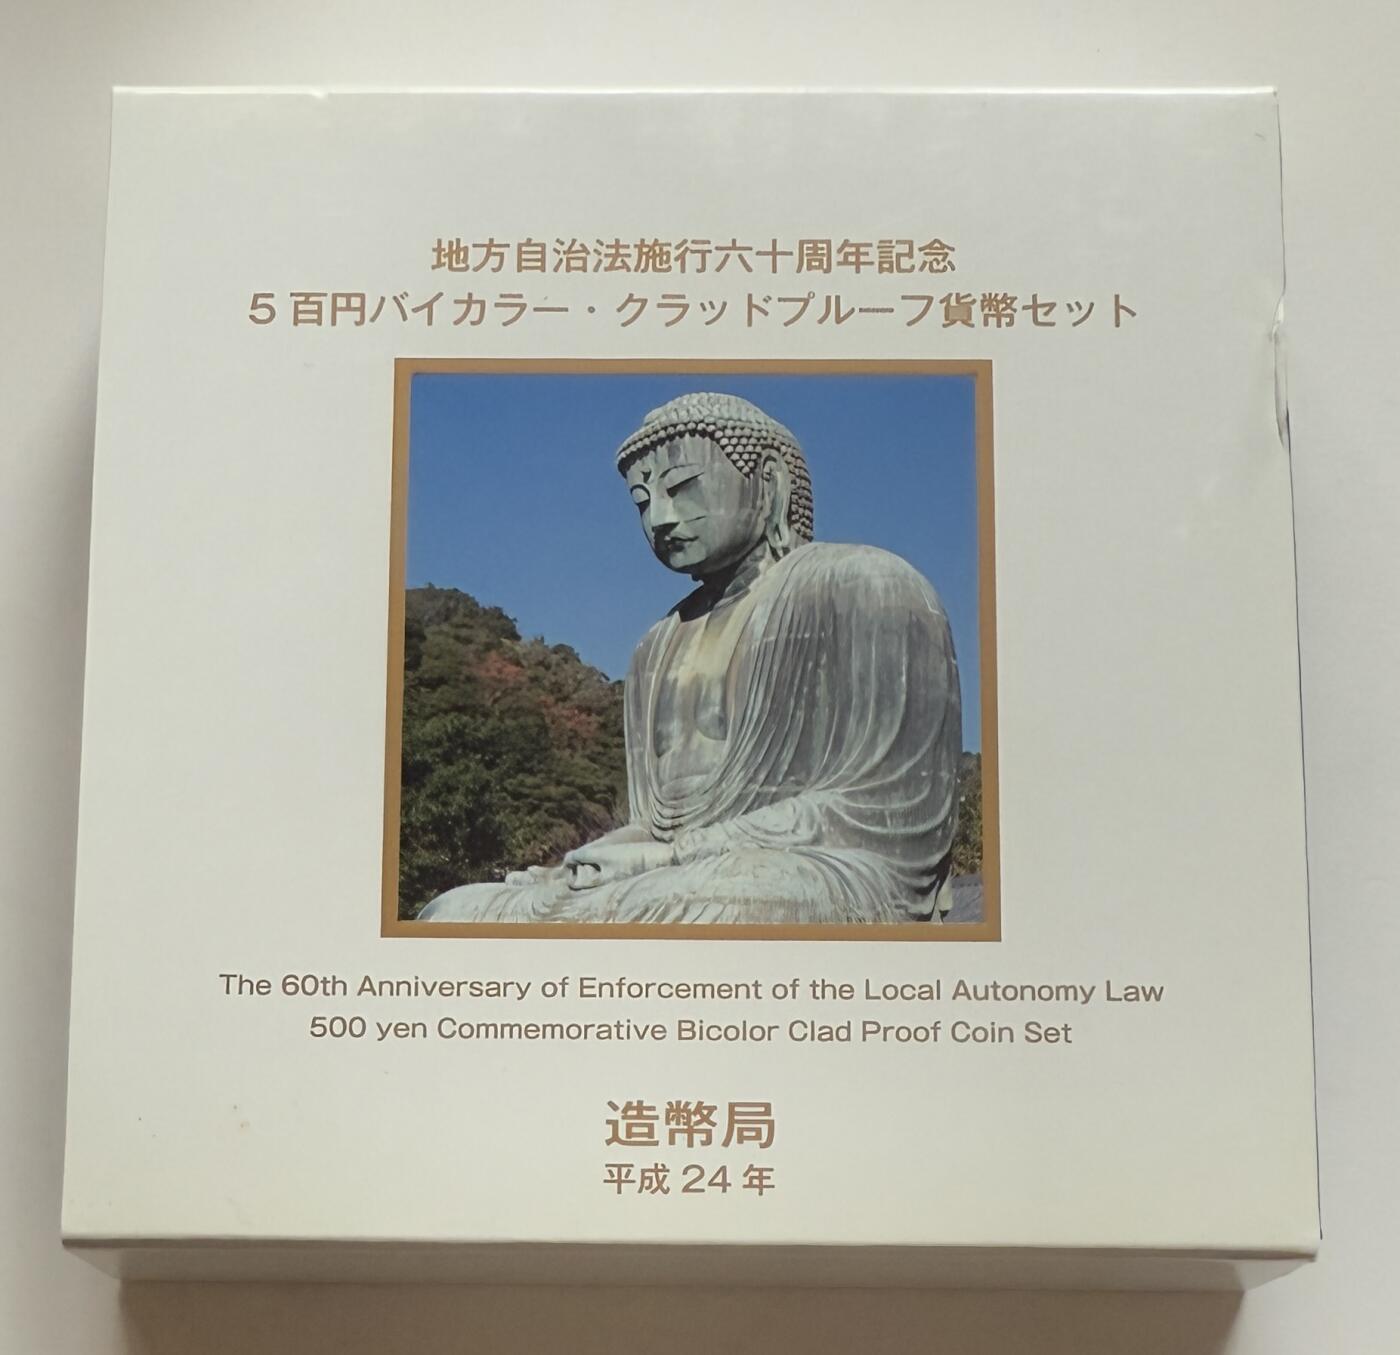 地方自治法施行六十周年記念
5百円バイカラー・クラッドプルーフ貨幣セット
The 60th Anniversary of Enforcement of the Local Autonomy Law
500 yen Commemorative Bicolor Clad Proof Coin Set
造幣局
平成24年